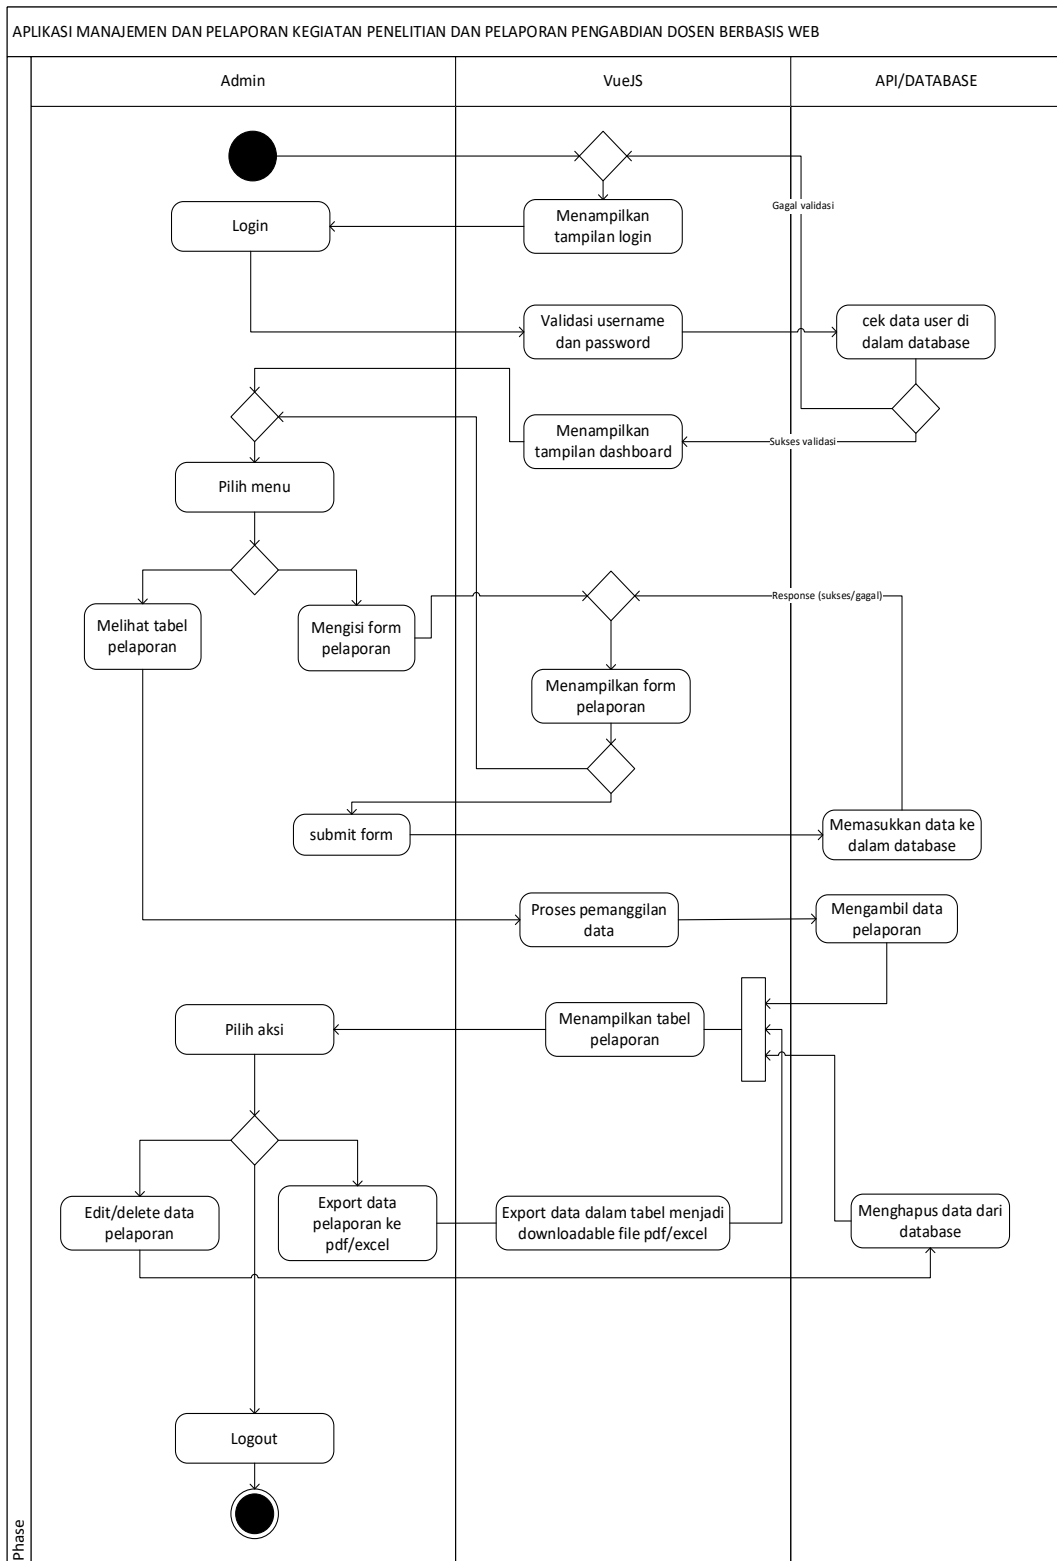 APLIKASI MANAJEMEN DAN PELAPORAN KEGIATAN PENELITIAN DAN PELAPORAN PENGABDIAN DOSEN BERBASIS WEB
Admin
VueJS
API/DATABASE
Gagal validasi
Login
Menampilkan
tampilan login
Validasi username
dan password
cek data user di
dalam database
Menampilkan
tampilan dashboard
Sukses validasi
Pilih menu
Melihat tabel
pelaporan
Mengisi form
pelaporan
Response (sukses/gagal)
Menampilkan form
pelaporan
submit form
Memasukkan data ke
dalam database
Proses pemanggilan
data
Mengambil data
pelaporan
Pilih aksi
Menampilkan tabel
pelaporan
Edit/delete data
pelaporan
Export data
pelaporan ke
pdf/excel
Export data dalam tabel menjadi
downloadable file pdf/excel
Menghapus data dari
database
Logout
Phase